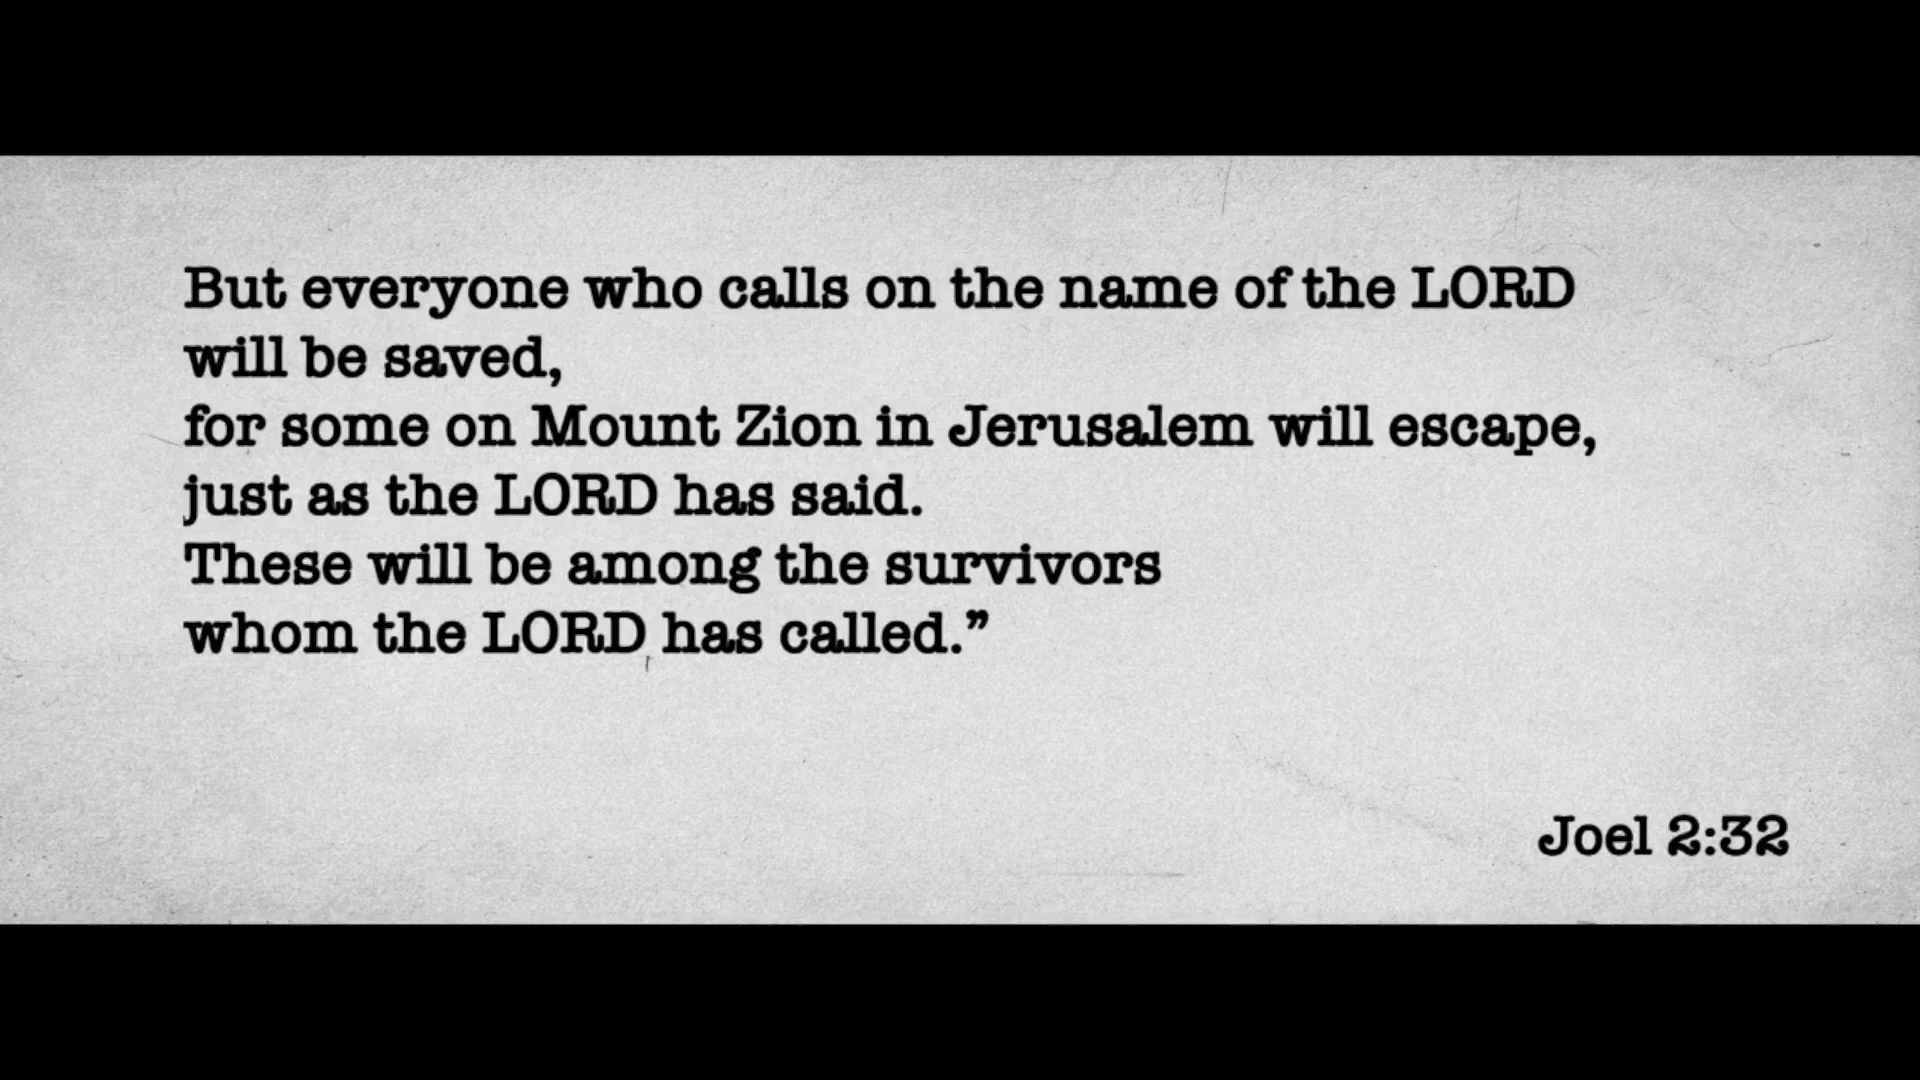 But everyone who calls on the name of the LORD
will be saved,
for some on Mount Zion in Jerusalem will escape,
just as the LORD has said.
These will be among the survivors
whom the LORD has called.”
Joel 2:32